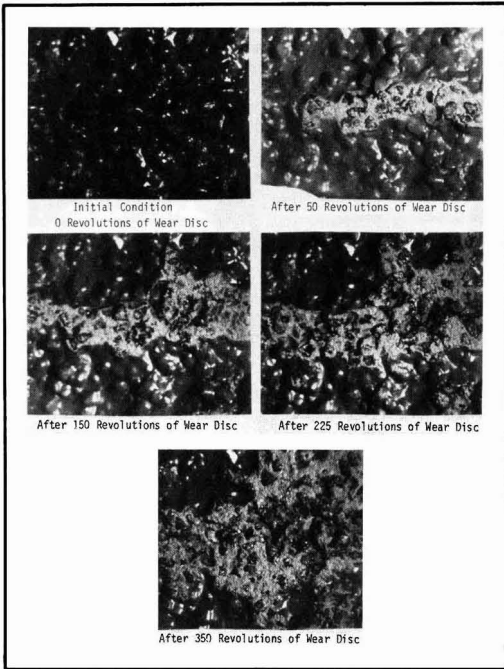 Initial Condition
0 Revolutions of Wear Disc
After 50 Revolutions of Wear Disc
After 150 Revolutions of Wear Disc
After 225 Revolutions of Wear Disc
After 350 Revolutions of Wear Disc